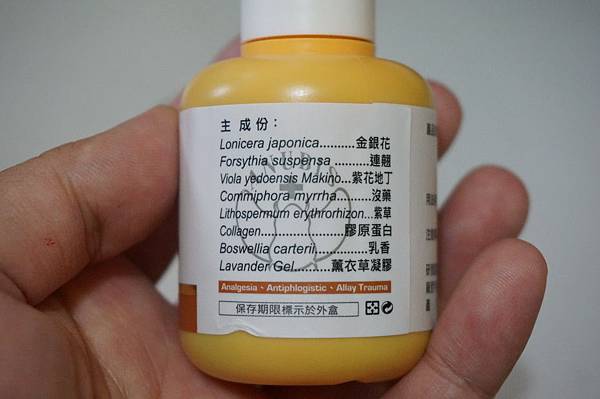 主成份：
Lonicera japonica..........金銀花
Forsythia suspensa ..........連翹
Viola yedoensis Makino...紫花地丁
Commiphora myrrha.........沒藥
Lithospermum erythrorhizon...紫草
Collagen........................膠原蛋白
Boswellia carterii...............乳香
Lavander Gel.........薰衣草凝膠
ANUBIS
Analgesia、Antiphlogistic、Allay Trauma
保存期限標示於外盒